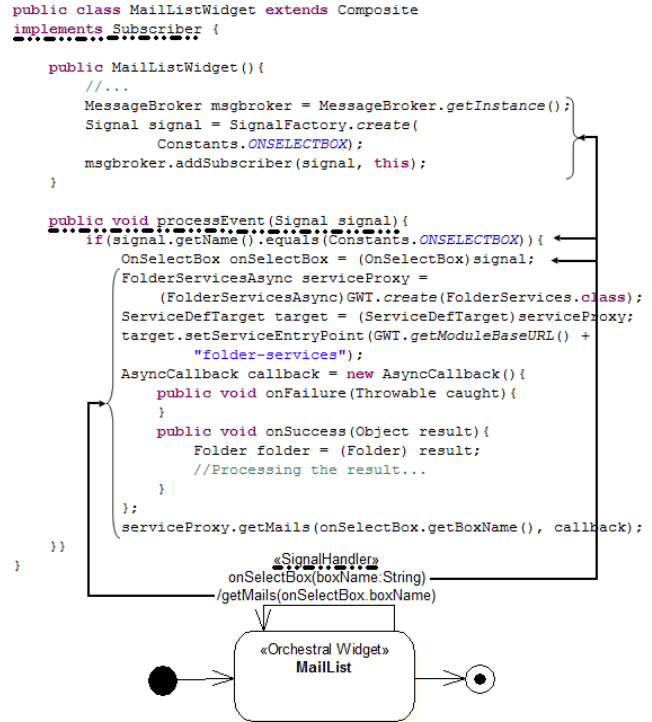 public class MailListWidget extends Composite
implements Subscriber {
public MailListWidget(){
//...
MessageBroker msgbroker = MessageBroker.getInstance();
Signal signal = SignalFactory.create(
Constants.ONSELECTBOX);
msgbroker.addSubscriber(signal, this);
}
public void processEvent(Signal signal){
if(signal.getName().equals(Constants.ONSELECTBOX)){
OnSelectBox onSelectBox = (OnSelectBox)signal;
FolderServicesAsync serviceProxy =
(FolderServicesAsync)GWT.create(FolderServices.class);
ServiceDefTarget target = (ServiceDefTarget)serviceProxy;
target.setServiceEntryPoint(GWT.getModuleBaseURL() +
"folder-services");
AsyncCallback callback = new AsyncCallback(){
public void onFailure(Throwable caught){
}
public void onSuccess(Object result){
Folder folder = (Folder) result;
//Processing the result...
}
};
serviceProxy.getMails(onSelectBox.getBoxName(), callback);
}}
}
«SignalHandler»
onSelectBox(boxName:String)
/getMails(onSelectBox.boxName)
«Orchestral Widget»
MailList